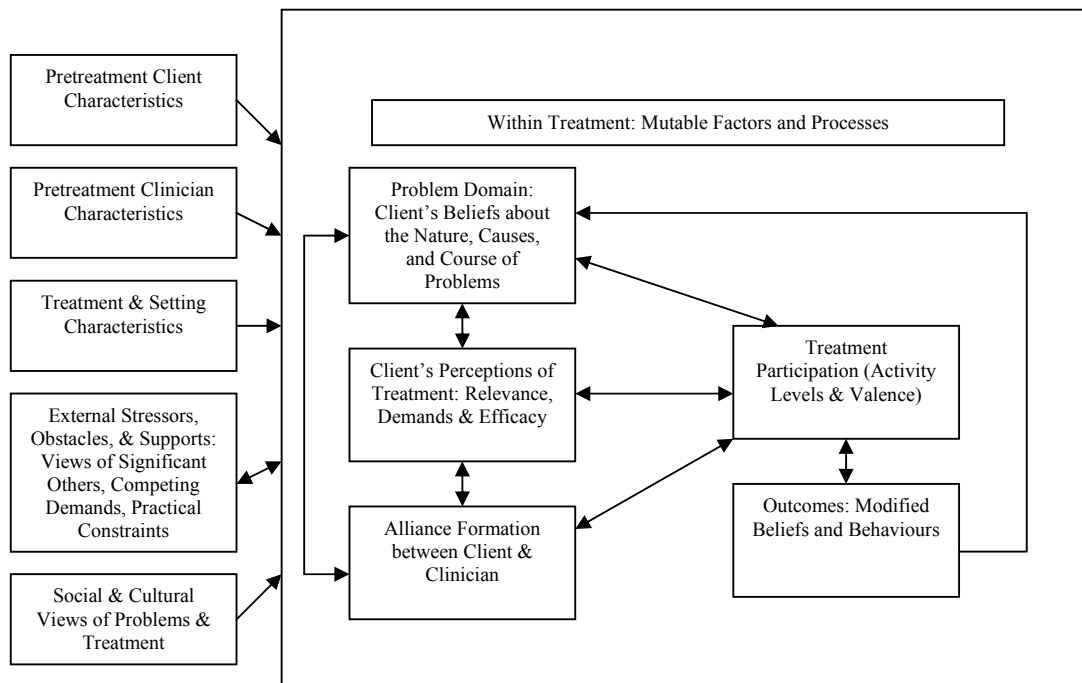 Pretreatment Client
Characteristics
Pretreatment Clinician
Characteristics
Treatment & Setting
Characteristics
External Stressors,
Obstacles, & Supports:
Views of Significant
Others, Competing
Demands, Practical
Constraints
Social & Cultural
Views of Problems &
Treatment
Within Treatment: Mutable Factors and Processes
Problem Domain:
Client’s Beliefs about
the Nature, Causes,
and Course of
Problems
Client’s Perceptions of
Treatment: Relevance,
Demands & Efficacy
Alliance Formation
between Client &
Clinician
Treatment
Participation (Activity
Levels & Valence)
Outcomes: Modified
Beliefs and Behaviours